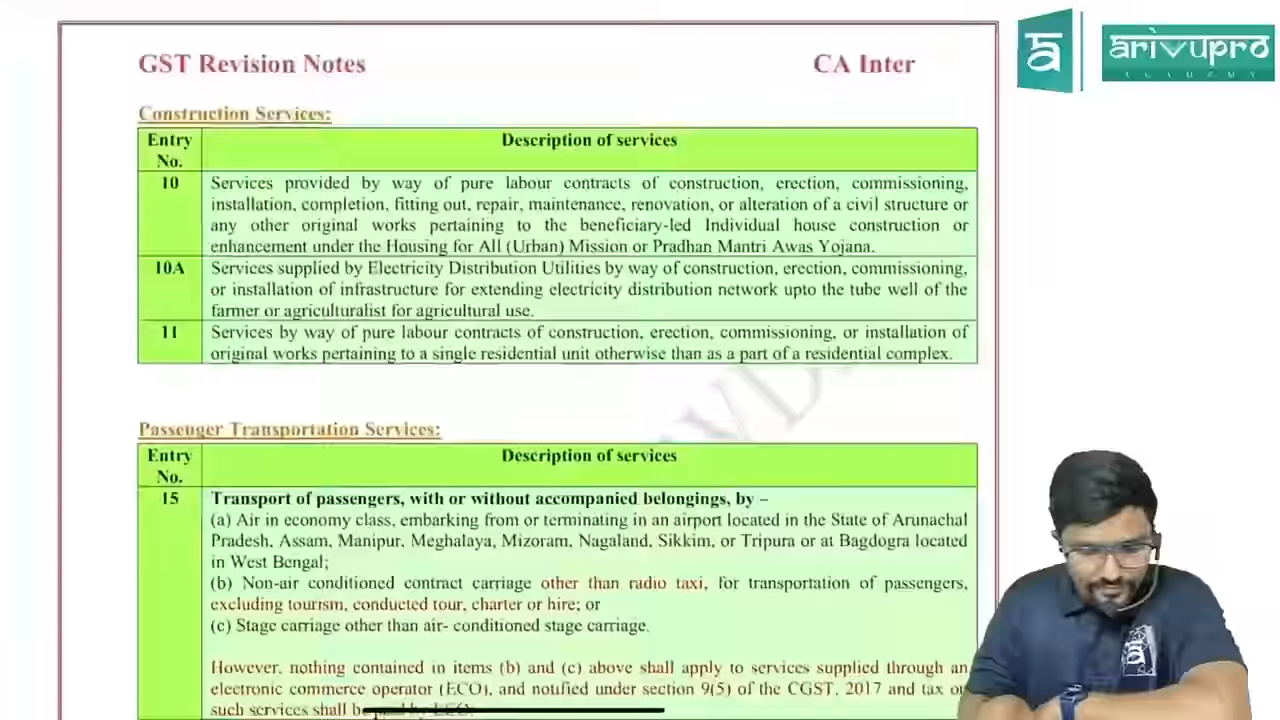 GST Revision Notes
CA Inter
arivupro
ACADEMY
Construction Services:
Entry No.
Description of services
10
Services provided by way of pure labour contracts of construction, erection, commissioning,
installation, completion, fitting out, repair, maintenance, renovation, or alteration of a civil structure or
any other original works pertaining to the beneficiary-led Individual house construction or
enhancement under the Housing for All (Urban) Mission or Pradhan Mantri Awas Yojana.
10A
Services supplied by Electricity Distribution Utilities by way of construction, erection, commissioning,
or installation of infrastructure for extending electricity distribution network upto the tube well of the
farmer or agriculturalist for agricultural use.
11
Services by way of pure labour contracts of construction, erection, commissioning, or installation of
original works pertaining to a single residential unit otherwise than as a part of a residential complex.
Passenger Transportation Services:
Entry No.
Description of services
15
Transport of passengers, with or without accompanied belongings, by –
(a) Air in economy class, embarking from or terminating in an airport located in the State of Arunachal
Pradesh, Assam, Manipur, Meghalaya, Mizoram, Nagaland, Sikkim, or Tripura or at Bagdogra located
in West Bengal;
(b) Non-air conditioned contract carriage other than radio taxi, for transportation of passengers,
excluding tourism, conducted tour, charter or hire; or
(c) Stage carriage other than air- conditioned stage carriage.
However, nothing contained in items (b) and (c) above shall apply to services supplied through an
electronic commerce operator (ECO), and notified under section 9(5) of the CGST, 2017 and tax
such services shall be